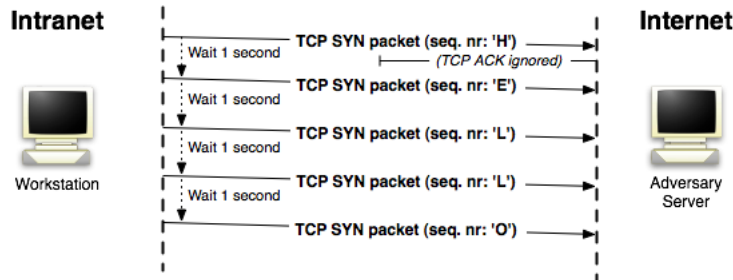 Intranet
Internet
TCP SYN packet (seq. nr: 'H')
Wait 1 second
(TCP ACK ignored)
TCP SYN packet (seq. nr: 'E')
Wait 1 second
TCP SYN packet (seq. nr: 'L')
Wait 1 second
TCP SYN packet (seq. nr: 'L')
Wait 1 second
TCP SYN packet (seq. nr: 'O')
Workstation
Adversary
Server